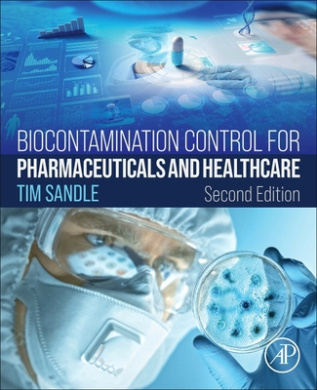 BIOCONTAMINATION CONTROL FOR
PHARMACEUTICALS AND HEALTHCARE
TIM SANDLE Second Edition
AP